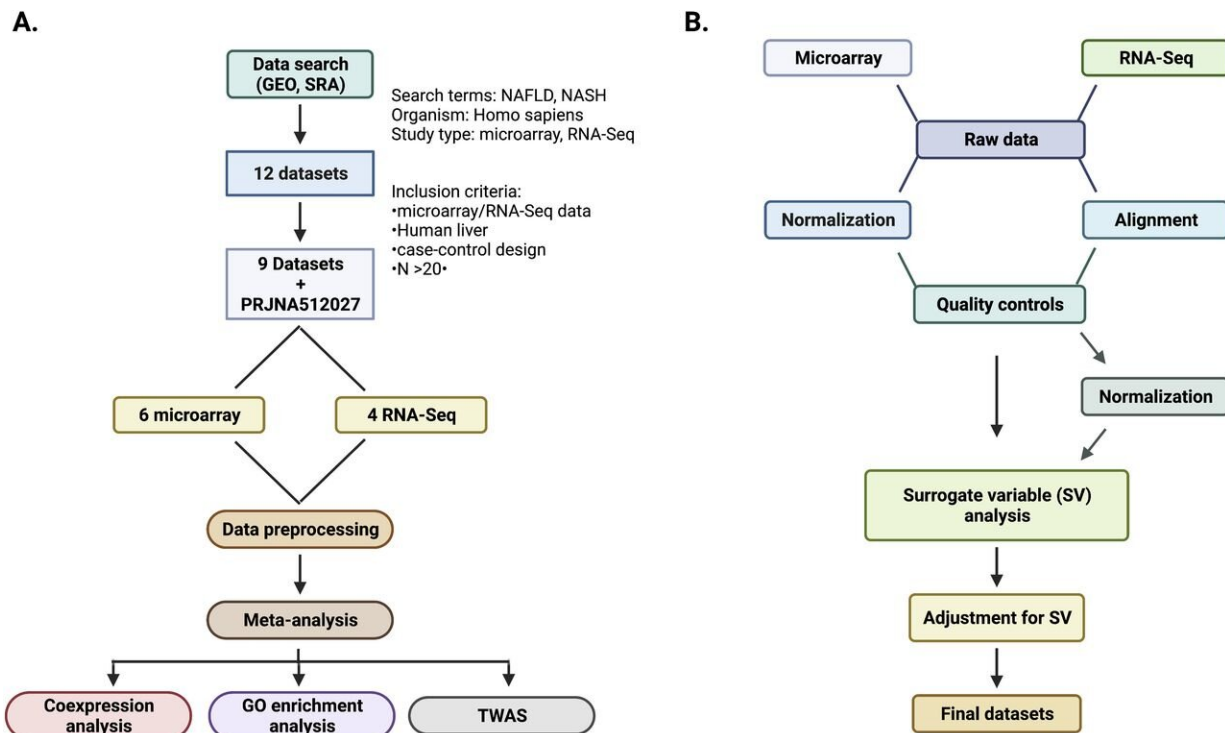 A.
Data search
(GEO, SRA)
Search terms: NAFLD, NASH
Organism: Homo sapiens
Study type: microarray, RNA-Seq
12 datasets
Inclusion criteria:
•microarray/RNA-Seq data
•Human liver
•case-control design
•N >20•
9 Datasets
+
PRJNA512027
6 microarray
4 RNA-Seq
Data preprocessing
Meta-analysis
Coexpression
analysis
GO enrichment
analysis
TWAS
B.
Microarray
RNA-Seq
Raw data
Normalization
Alignment
Quality controls
Normalization
Surrogate variable (SV)
analysis
Adjustment for SV
Final datasets